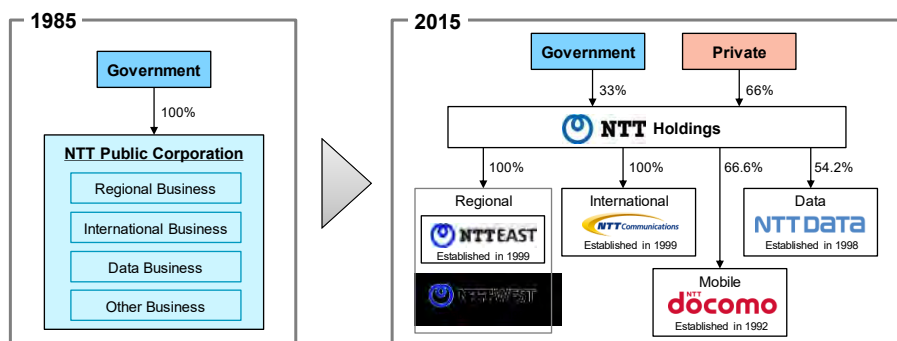 1985
Government
100%
NTT Public Corporation
Regional Business
International Business
Data Business
Other Business
2015
Government
Private
33%
66%
NTT Holdings
100%
100%
66.6%
54.2%
Regional
NTT EAST
Established in 1999
International
NTT Communications
Established in 1999
Data
NTT DATA
Established in 1998
Mobile
NTT
docomo
Established in 1992